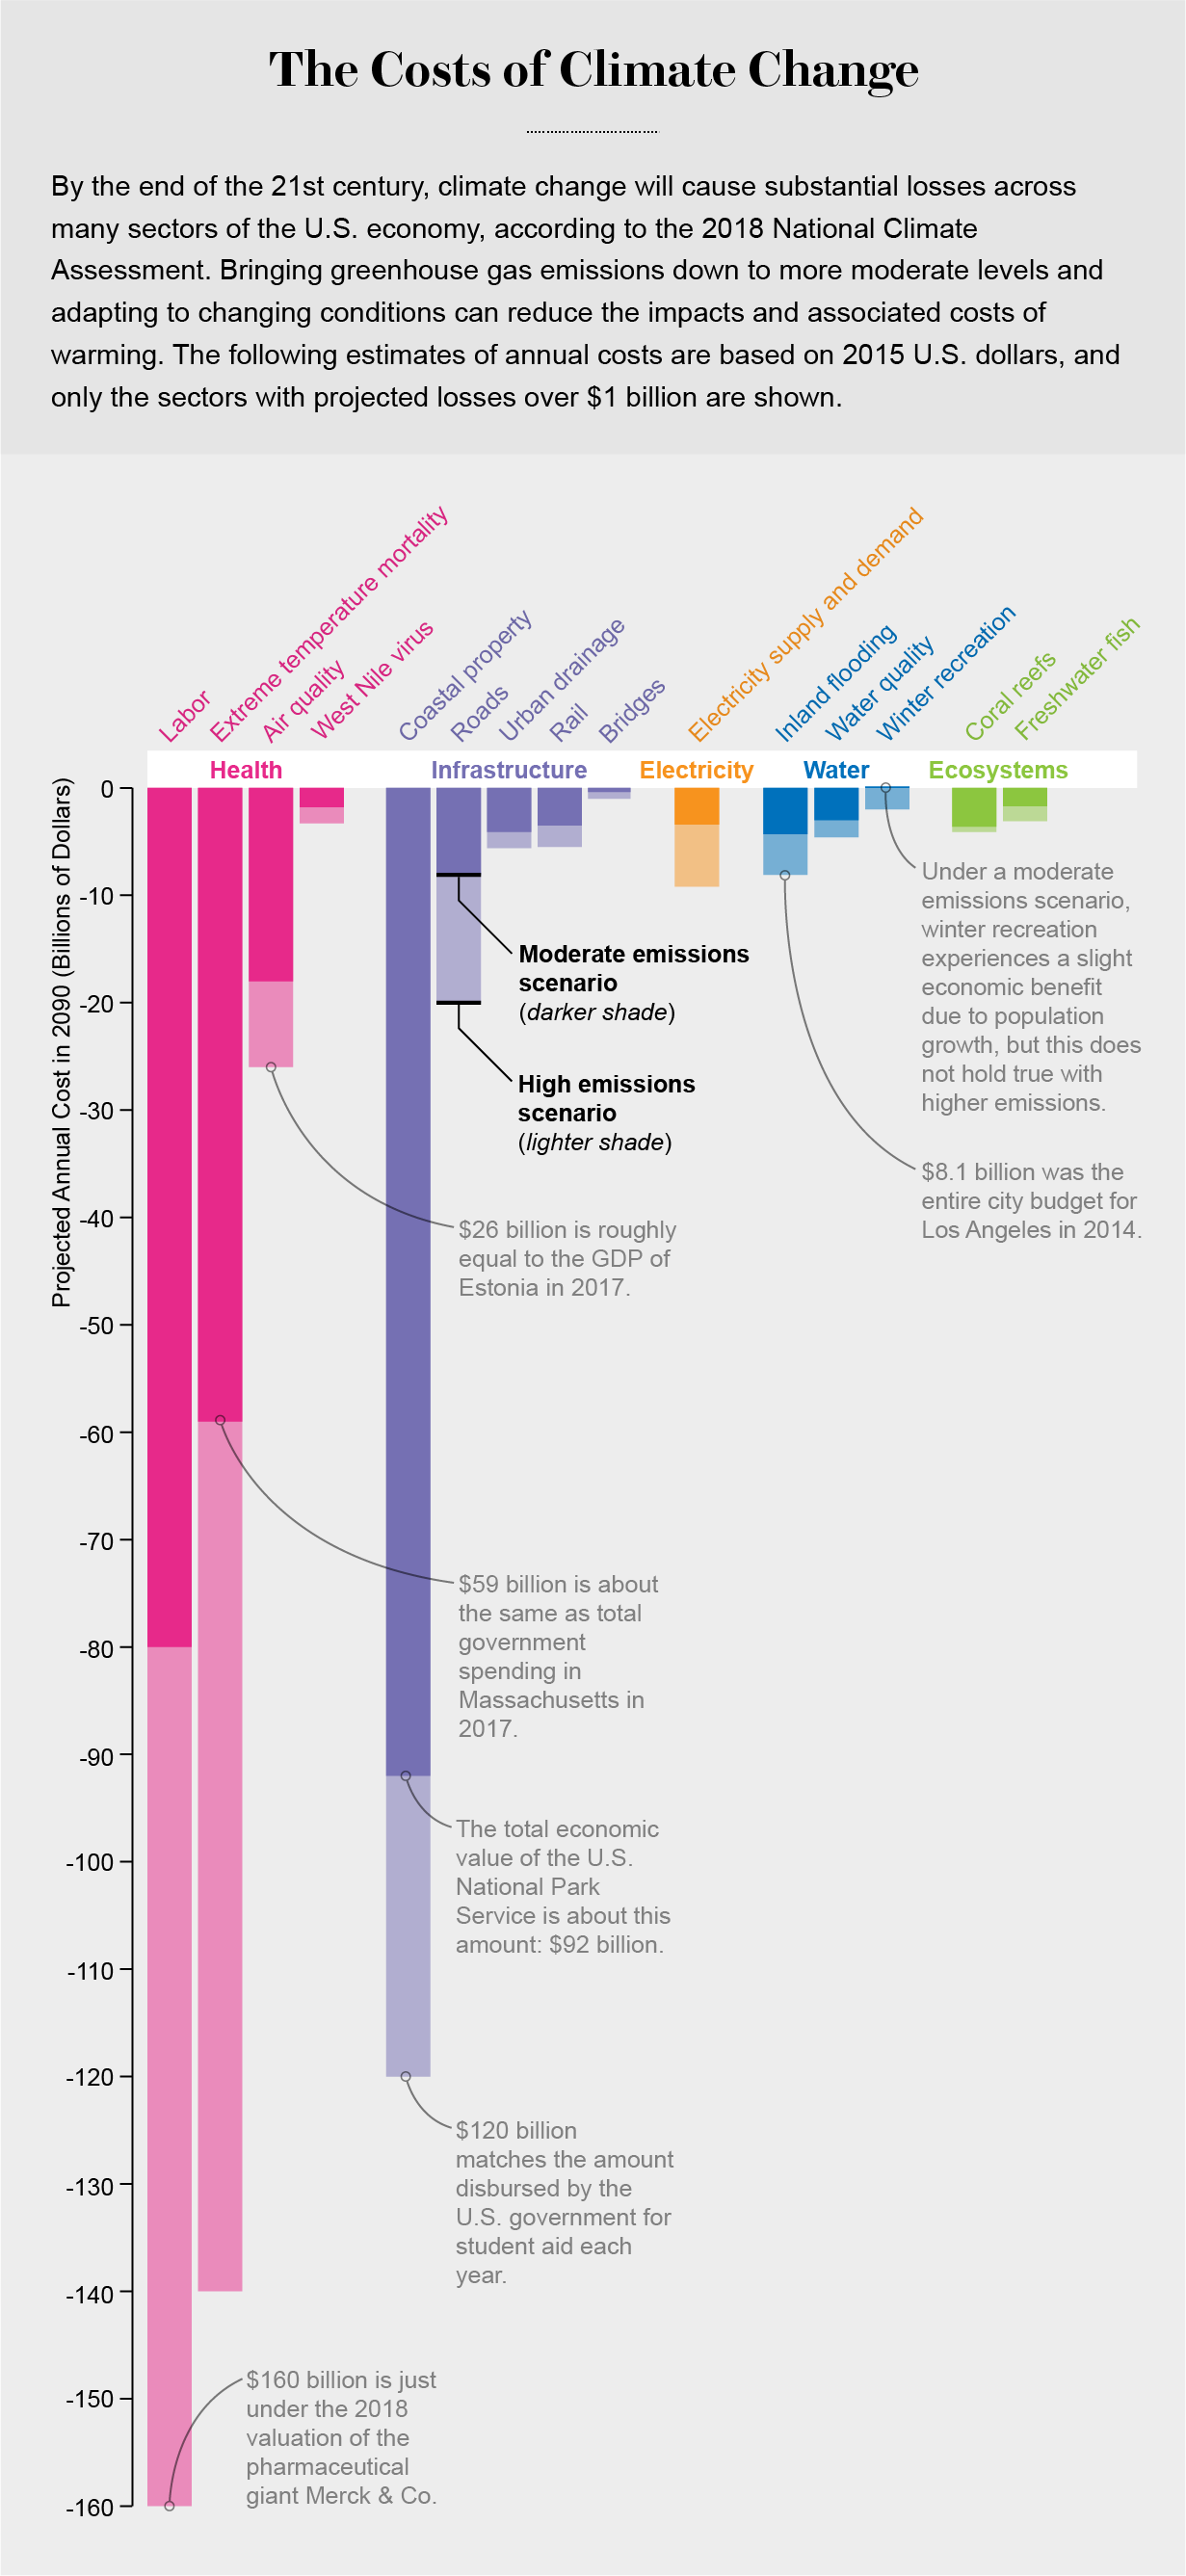 The Costs of Climate Change
By the end of the 21st century, climate change will cause substantial losses across
many sectors of the U.S. economy, according to the 2018 National Climate
Assessment. Bringing greenhouse gas emissions down to more moderate levels and
adapting to changing conditions can reduce the impacts and associated costs of
warming. The following estimates of annual costs are based on 2015 U.S. dollars, and
only the sectors with projected losses over $1 billion are shown.
Labor
Extreme temperature mortality
Air quality
West Nile virus
Coastal property
Roads
Urban drainage
Rail
Bridges
Electricity supply and demand
Inland flooding
Water quality
Winter recreation
Coral reefs
Freshwater fish
Health
Infrastructure
Electricity
Water
Ecosystems
Projected Annual Cost in 2090 (Billions of Dollars)
0
-10
-20
-30
-40
-50
-60
-70
-80
-90
-100
-110
-120
-130
-140
-150
-160
Moderate emissions
scenario
(darker shade)
High emissions
scenario
(lighter shade)
Under a moderate
emissions scenario,
winter recreation
experiences a slight
economic benefit
due to population
growth, but this does
not hold true with
higher emissions.
$8.1 billion was the
entire city budget for
Los Angeles in 2014.
$26 billion is roughly
equal to the GDP of
Estonia in 2017.
$59 billion is about
the same as total
government
spending in
Massachusetts in
2017.
The total economic
value of the U.S.
National Park
Service is about this
amount: $92 billion.
$120 billion
matches the amount
disbursed by the
U.S. government for
student aid each
year.
$160 billion is just
under the 2018
valuation of the
pharmaceutical
giant Merck & Co.